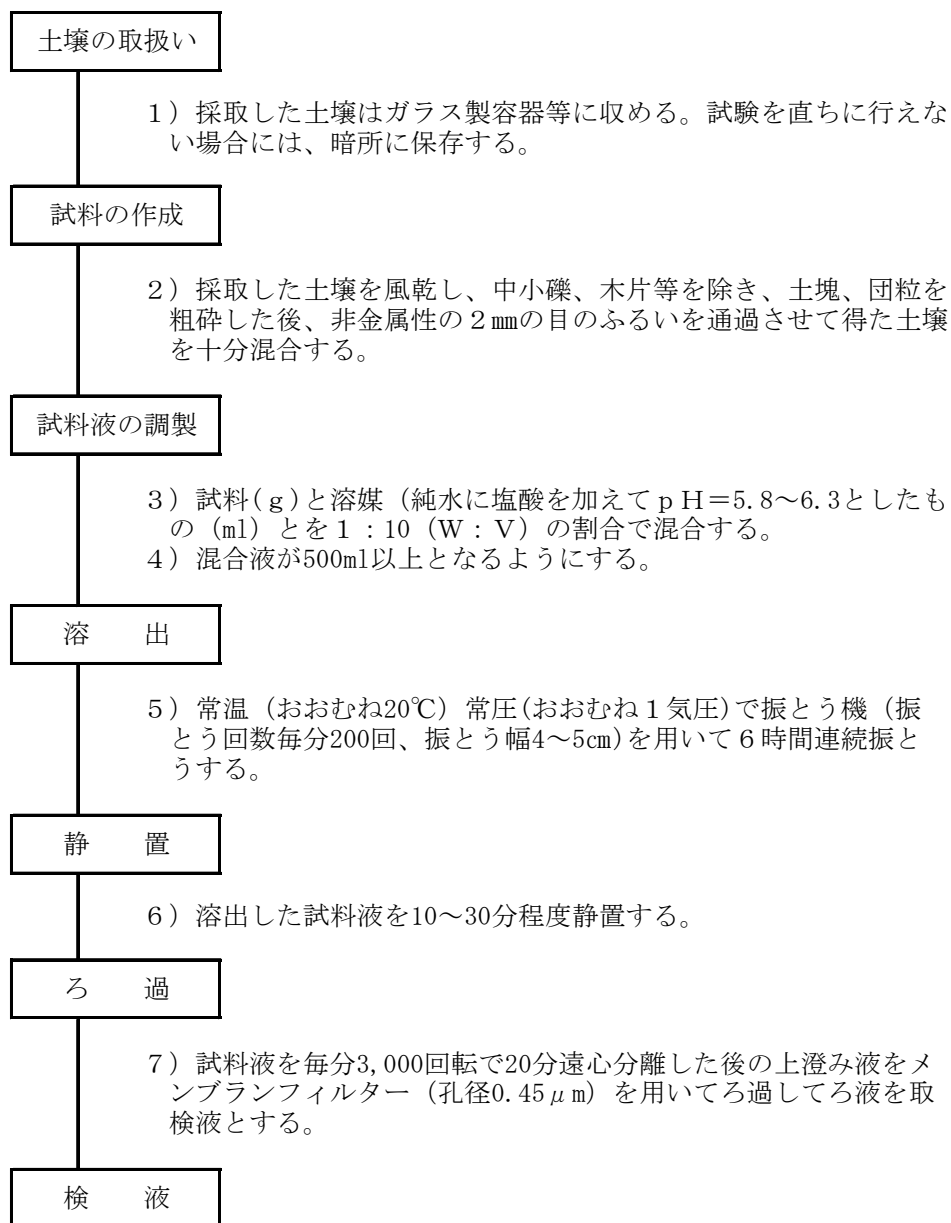 土壌の取扱い
1)採取した土壌はガラス製容器等に収める。試験を直ちに行えな
い場合には、暗所に保存する。
試料の作成
2)採取した土壌を風乾し、中小礫、木片等を除き、土塊、団粒を
粗砕した後、非金属性の2㎜の目のふるいを通過させて得た土壌
を十分混合する。
試料液の調製
3)試料(g)と溶媒(純水に塩酸を加えてpH=5.8〜6.3としたも
の(ml)とを1:10(W:V)の割合で混合する。
4)混合液が500ml以上となるようにする。
溶 出
5)常温(おおむね20℃)常圧(おおむね1気圧)で振とう機(振
とう回数毎分200回、振とう幅4〜5㎝)を用いて6時間連続振と
うする。
静 置
6)溶出した試料液を10〜30分程度静置する。
ろ 過
7)試料液を毎分3,000回転で20分遠心分離した後の上澄み液をメ
ンブランフィルター(孔径0.45μm)を用いてろ過してろ液を取
検液とする。
検 液